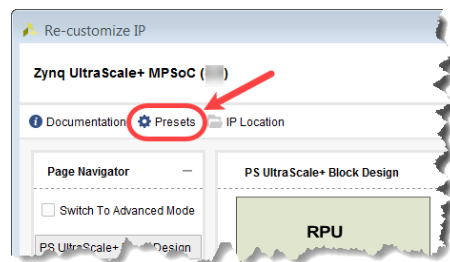 Re-customize IP
Zynq UltraScale+ MPSoC ( )
Documentation Presets IP Location
Page Navigator — PS UltraScale+ Block Design
Switch To Advanced Mode
RPU
PS UltraScale+ Design